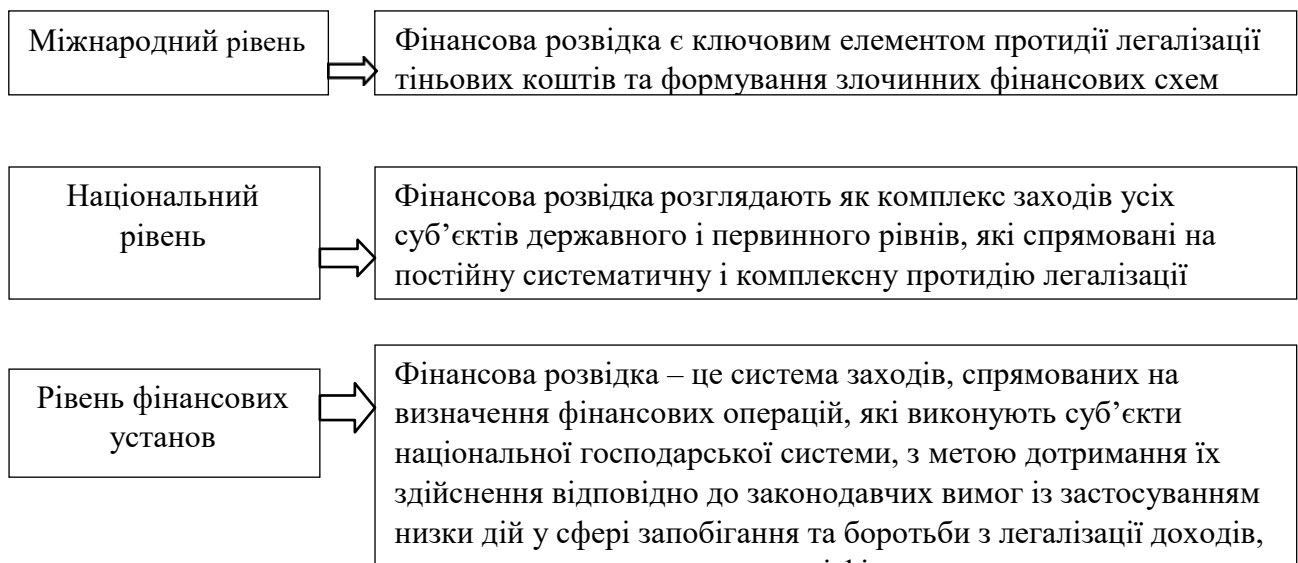 Міжнародний рівень
Фінансова розвідка є ключовим елементом протидії легалізації
тіньових коштів та формування злочинних фінансових схем
Національний
рівень
Фінансова розвідка розглядають як комплекс заходів усіх
суб’єктів державного і первинного рівнів, які спрямовані на
постійну систематичну і комплексну протидію легалізації
Рівень фінансових
установ
Фінансова розвідка – це система заходів, спрямованих на
визначення фінансових операцій, які виконують суб’єкти
національної господарської системи, з метою дотримання їх
здійснення відповідно до законодавчих вимог із застосуванням
низки дій у сфері запобігання та боротьби з легалізації доходів,